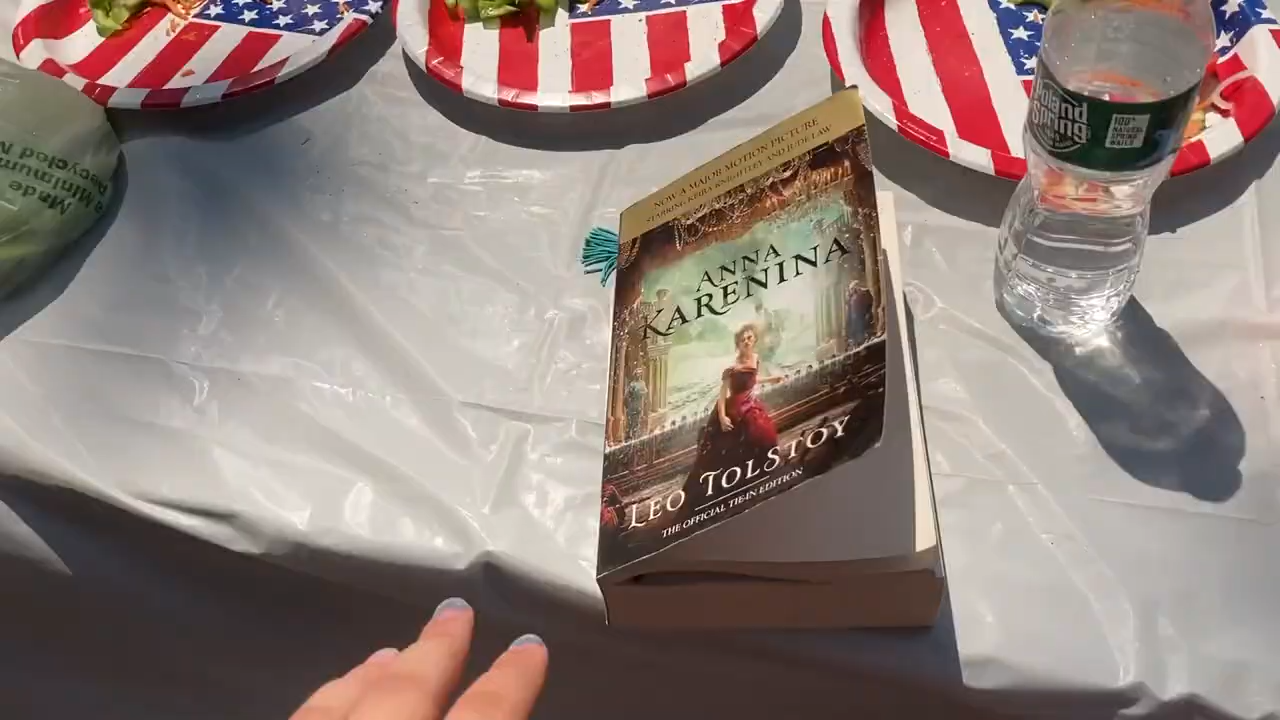 NOW A MAJOR MOTION PICTURE
STARRING KEIRA KNIGHTLEY AND JUDE LAW
ANNA
KARENINA
LEO TOLSTOY
THE OFFICIAL TIE-IN EDITION
Poland
Spring
100%
NATURAL
SPRING
WATER
Made
a Minimum
Recycled